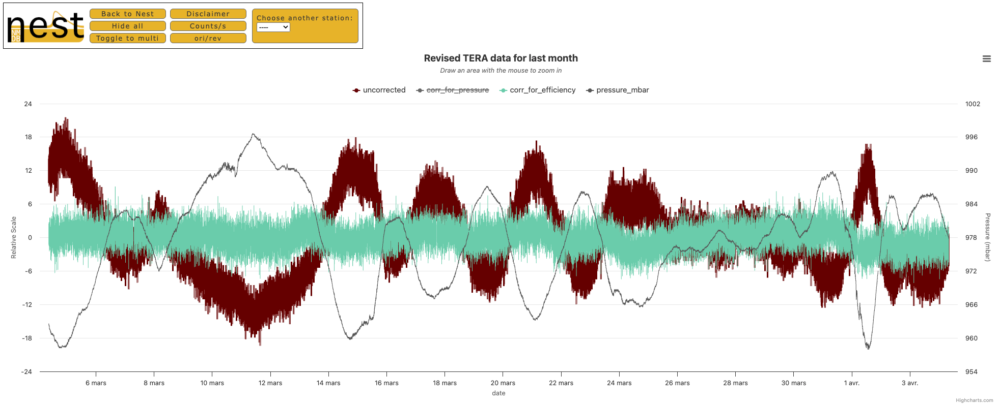 nest
NM
DB
Back to Nest
Disclaimer
Hide all
Counts/s
Toggle to multi
ori/rev
Choose another station:
----
Revised TERA data for last month
Draw an area with the mouse to zoom in
uncorrected corr_for_pressure corr_for_efficiency pressure_mbar
24
18
12
6
0
-6
-12
-18
-24
Relative Scale
1002
996
990
984
978
972
966
960
954
Pressure (mbar)
6 mars 8 mars 10 mars 12 mars 14 mars 16 mars 18 mars 20 mars 22 mars 24 mars 26 mars 28 mars 30 mars 1 avr. 3 avr.
date
Highcharts.com